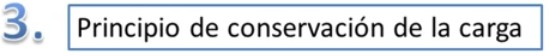 3. Principio de conservación de la carga